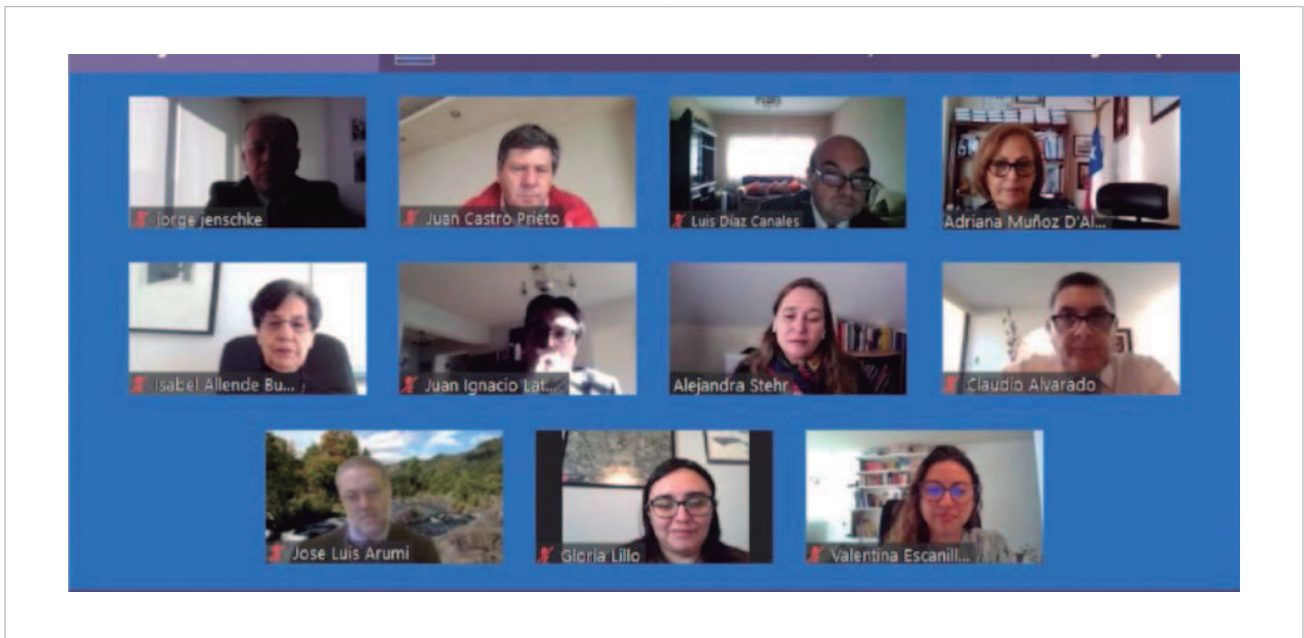 jorge jenschke
Juan Castro Prieto
Luis Díaz Canales
Adriana Muñoz D'Al...
Isabel Allende Bu...
Juan Ignacio Lat...
Alejandra Stehr
Claudio Alvarado
Jose Luis Arumi
Gloria Lillo
Valentina Escanill...